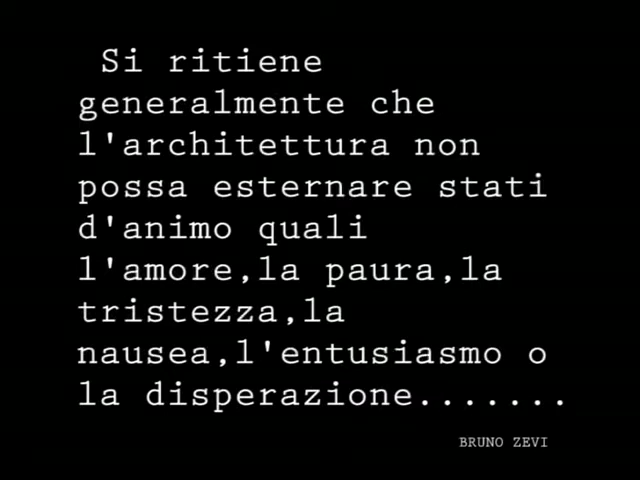 Si ritiene
generalmente che
l'architettura non
possa esternare stati
d'animo quali
l'amore,la paura,la
tristezza,la
nausea,l'entusiasmo o
la disperazione.......
BRUNO ZEVI